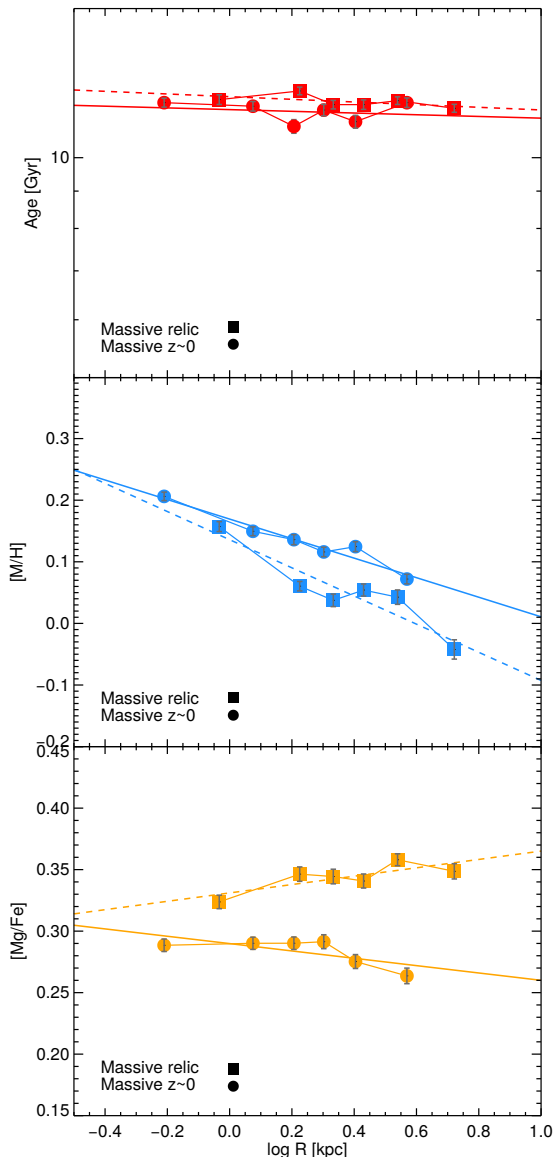 10
Age [Gyr]
Massive relic
Massive z~0
0.3
0.2
0.1
0.0
−0.1
−0.2
[M/H]
Massive relic
Massive z~0
0.45
0.40
0.35
0.30
0.25
0.20
0.15
[Mg/Fe]
Massive relic
Massive z~0
−0.4 −0.2 0.0 0.2 0.4 0.6 0.8 1.0
log R [kpc]